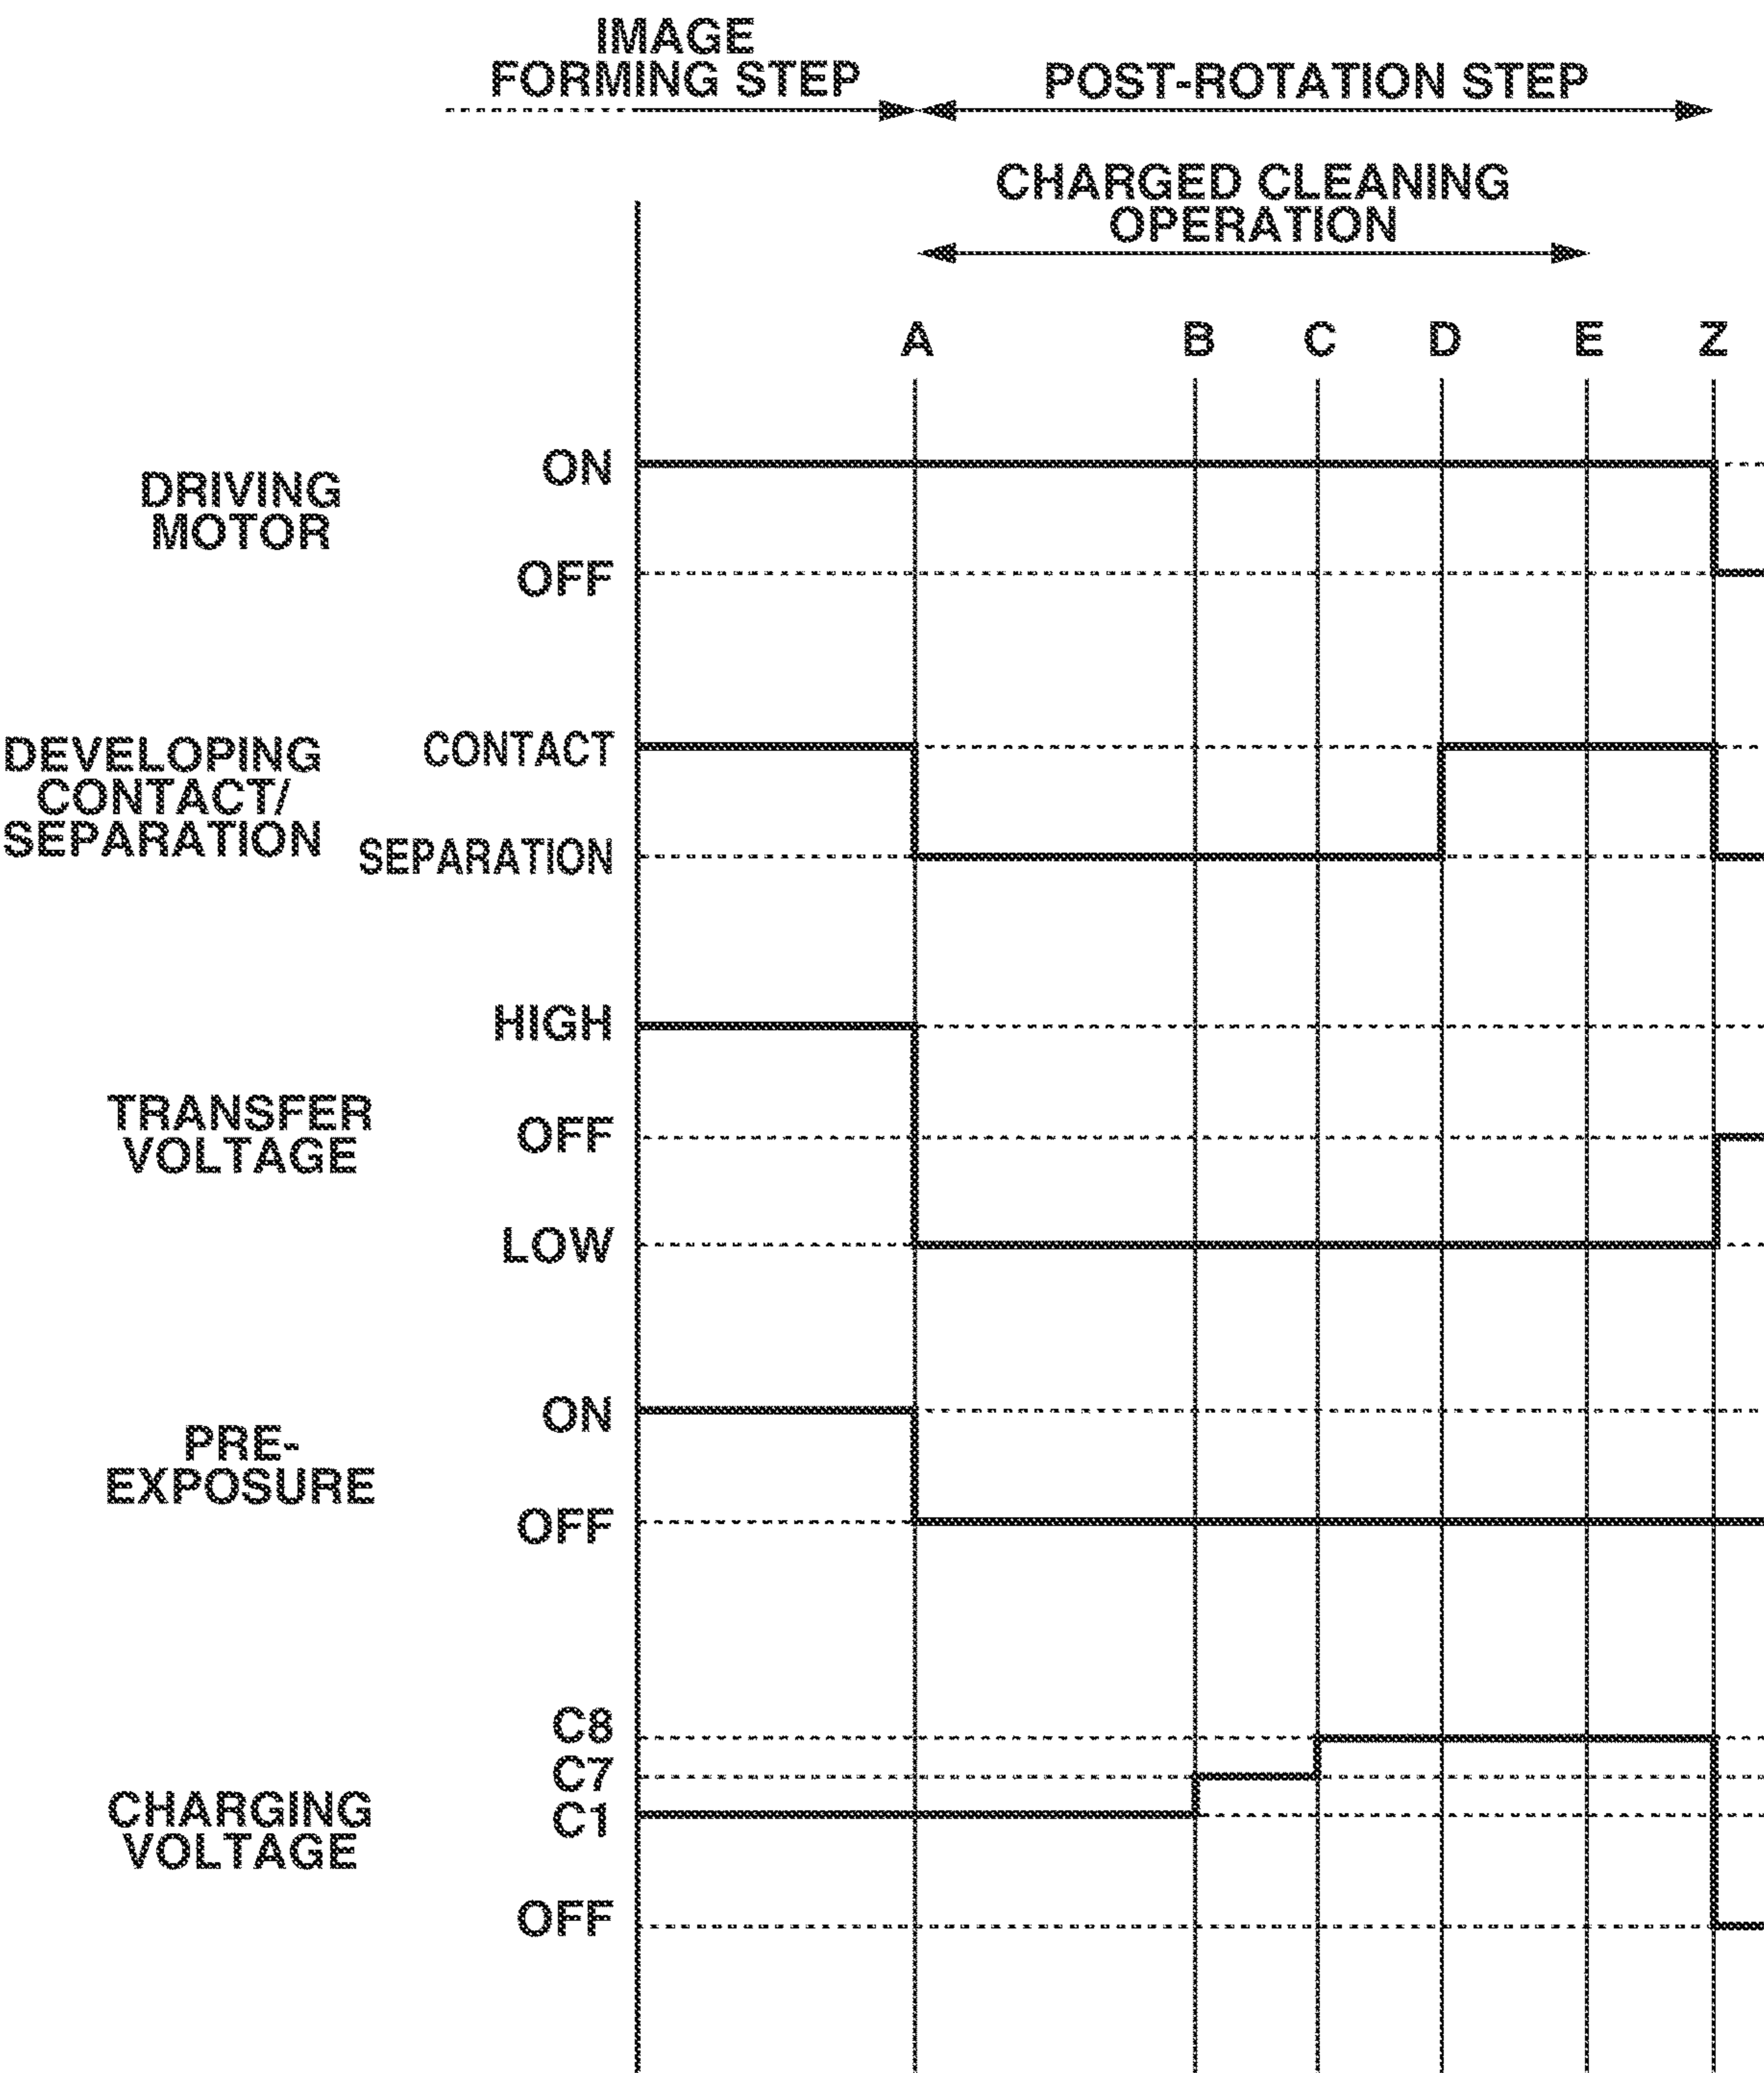 IMAGE
FORMING STEP
POST-ROTATION STEP
CHARGED CLEANING
OPERATION
A B C D E Z
DRIVING
MOTOR
ON
OFF
DEVELOPING
CONTACT/
SEPARATION
CONTACT
SEPARATION
TRANSFER
VOLTAGE
HIGH
OFF
LOW
PRE-
EXPOSURE
ON
OFF
CHARGING
VOLTAGE
C8
C7
C1
OFF